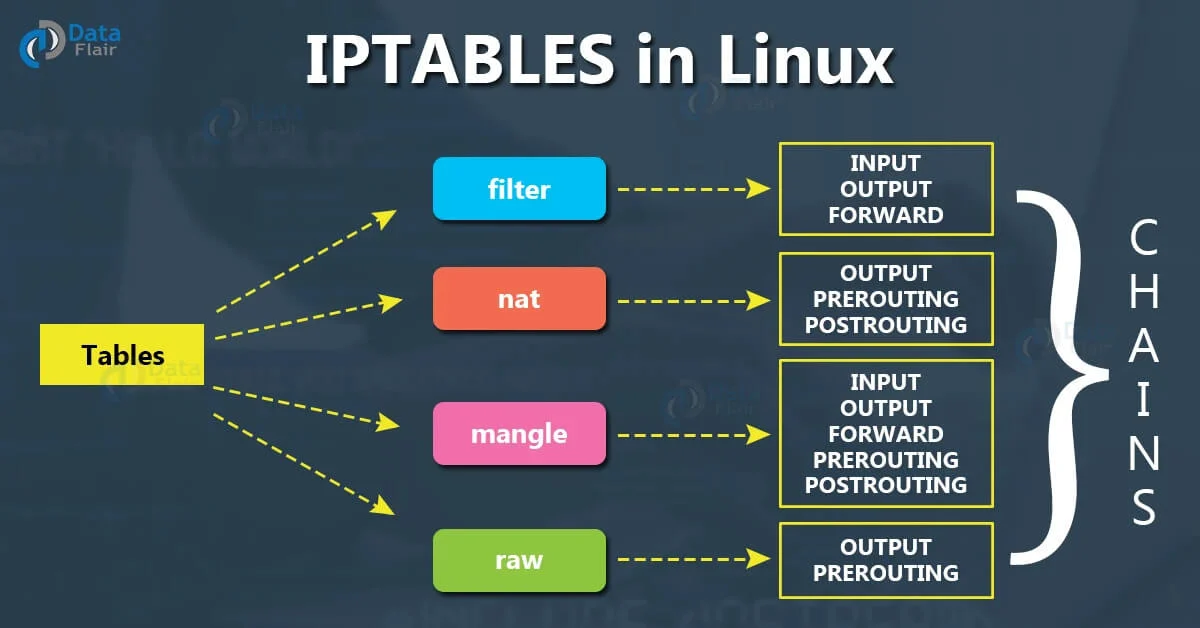 Data
Flair
IPTABLES in Linux
Tables
filter
INPUT
OUTPUT
FORWARD
nat
OUTPUT
PREROUTING
POSTROUTING
mangle
INPUT
OUTPUT
FORWARD
PREROUTING
POSTROUTING
raw
OUTPUT
PREROUTING
CHAINS